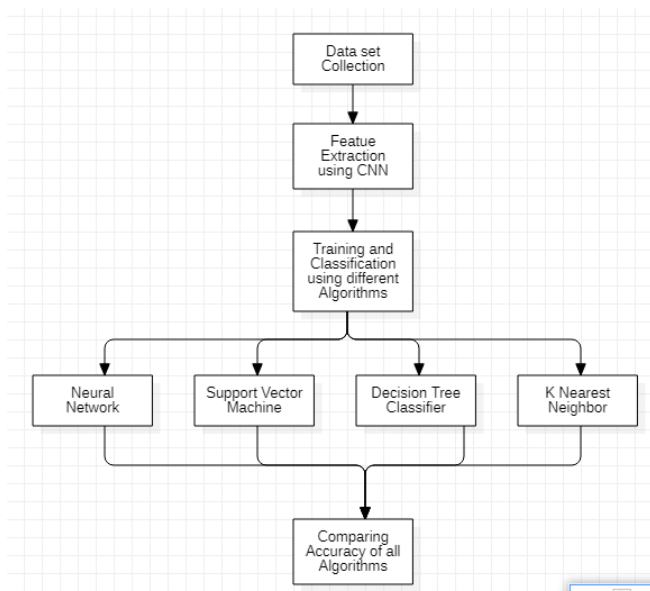 Data set
Collection
Featue
Extraction
using CNN
Training and
Classification
using different
Algorithms
Neural
Network
Support Vector
Machine
Decision Tree
Classifier
K Nearest
Neighbor
Comparing
Accuracy of all
Algorithms